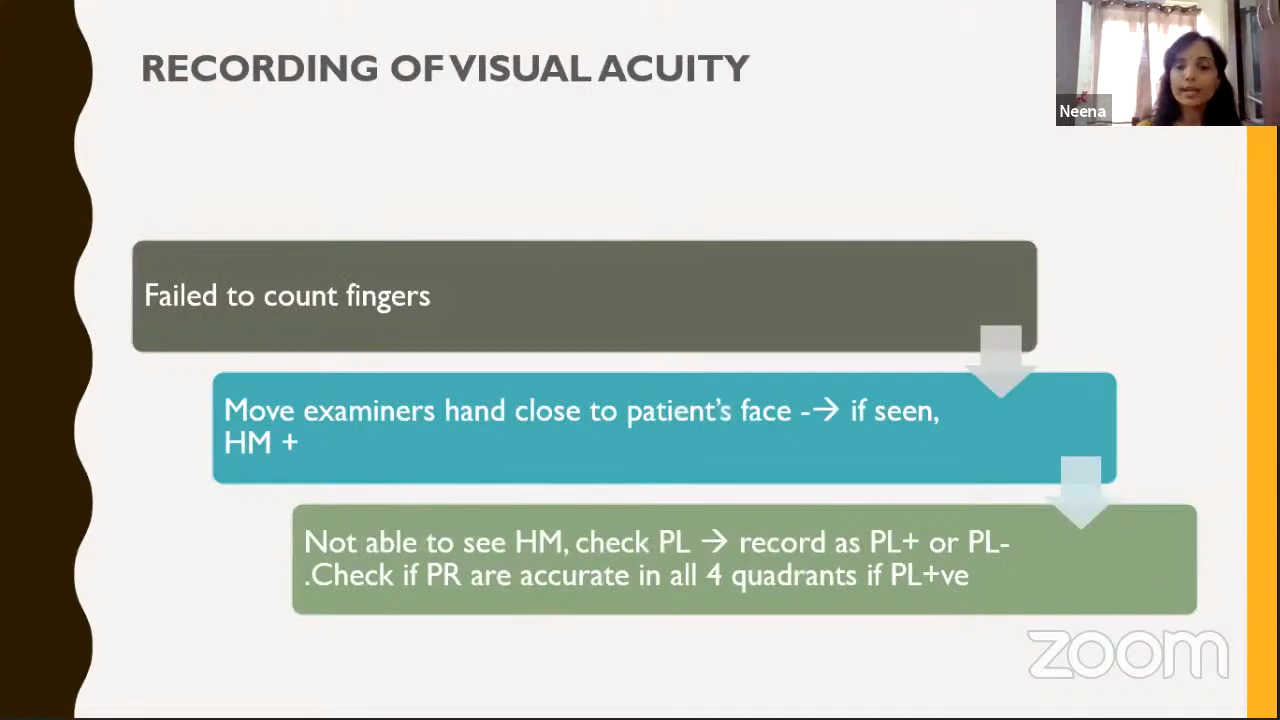 RECORDING OF VISUAL ACUITY
Neena
Failed to count fingers
Move examiners hand close to patient's face -→ if seen,
HM +
Not able to see HM, check PL → record as PL+ or PL-
.Check if PR are accurate in all 4 quadrants if PL+ve
zoom